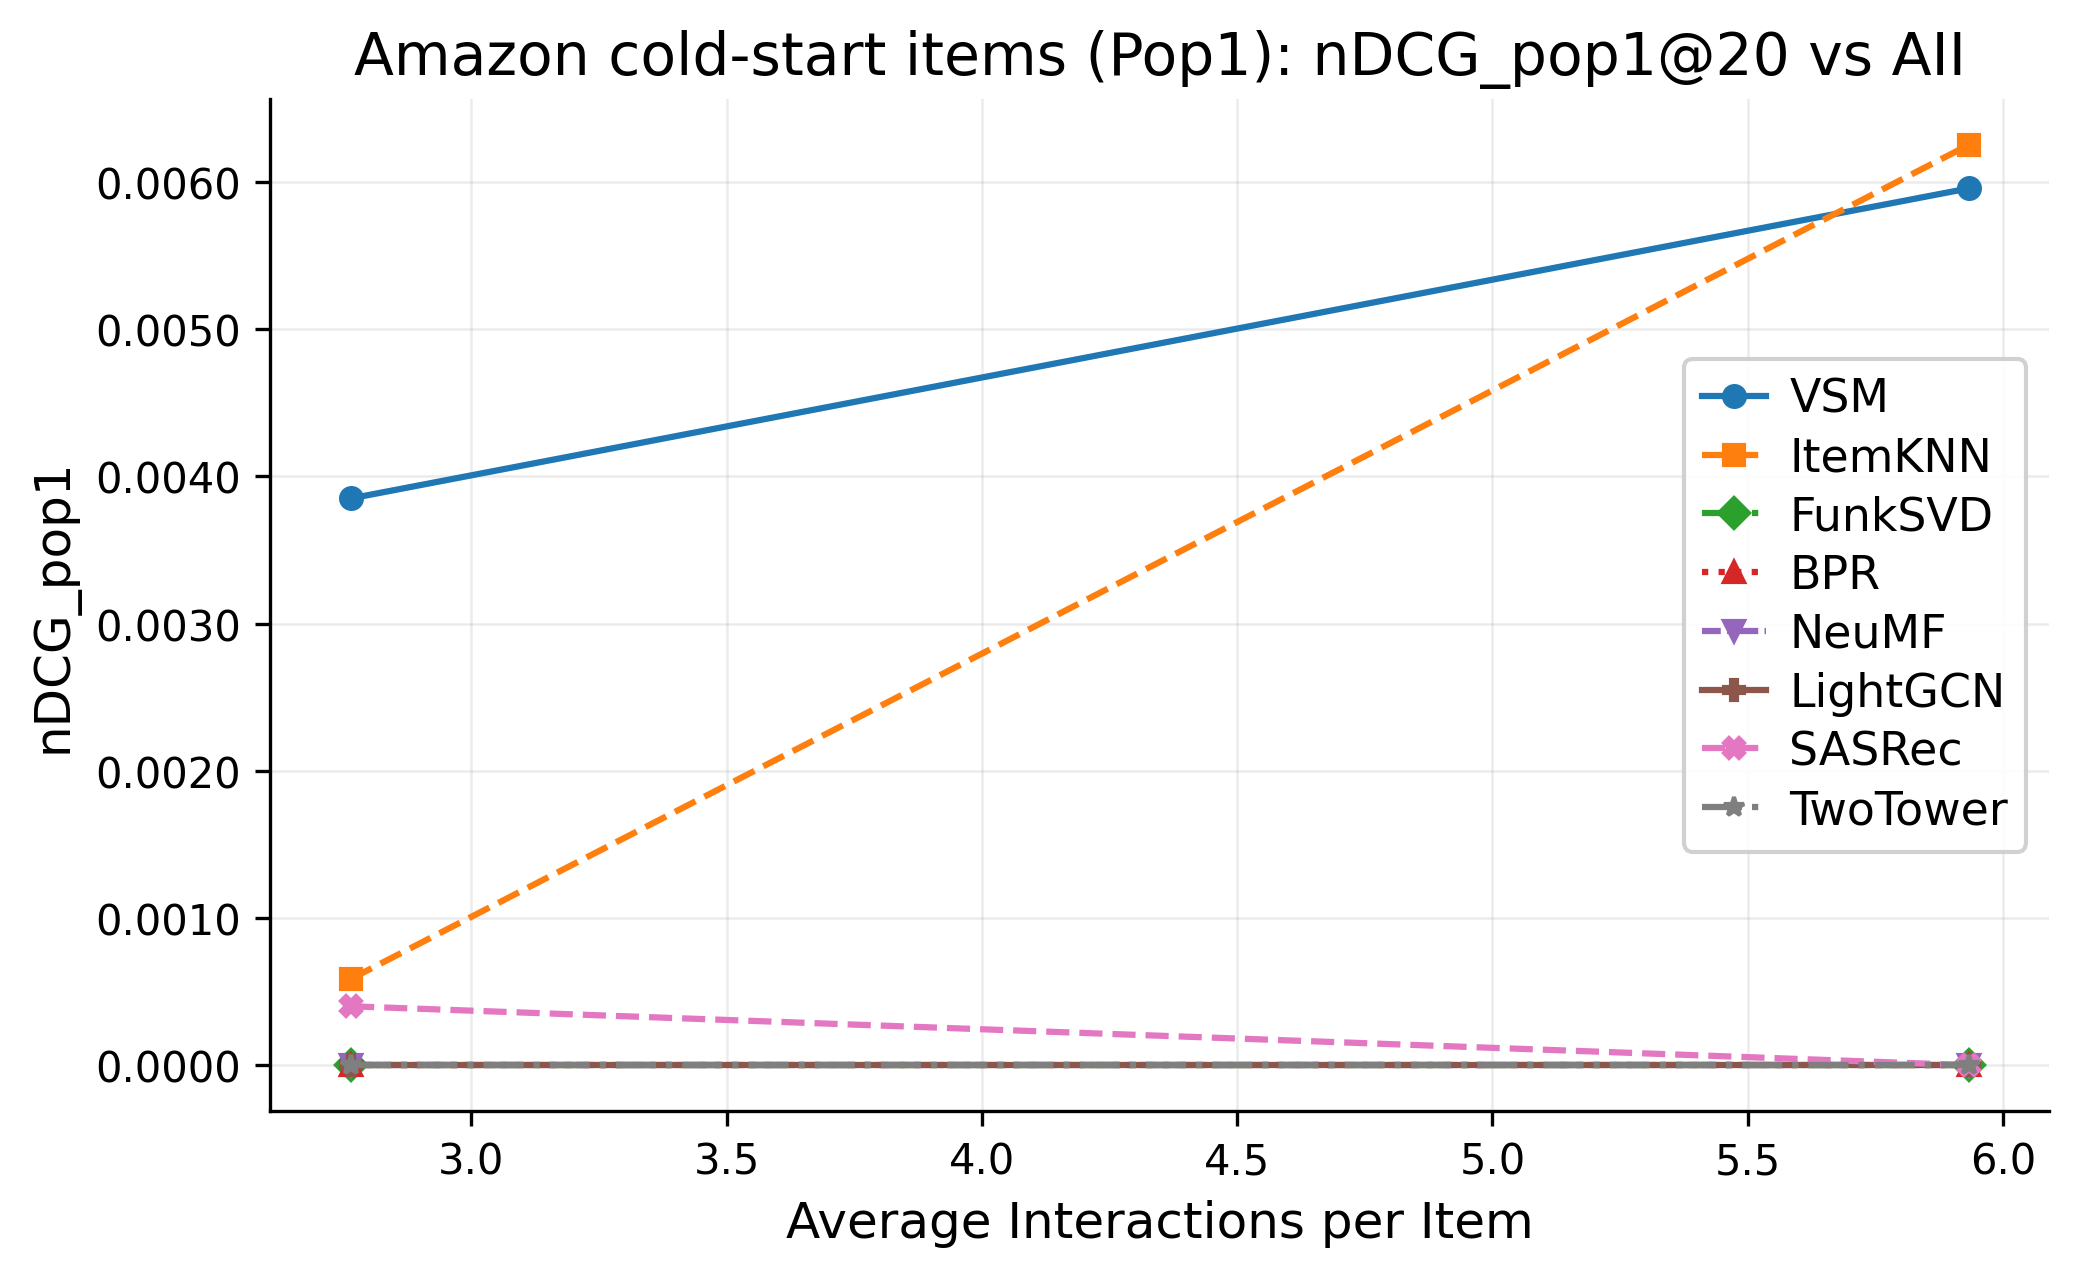 Amazon cold-start items (Pop1): nDCG_pop1@20 vs AII
nDCG_pop1
0.0060
0.0050
0.0040
0.0030
0.0020
0.0010
0.0000
VSM
ItemKNN
FunkSVD
BPR
NeuMF
LightGCN
SASRec
TwoTower
3.0 3.5 4.0 4.5 5.0 5.5 6.0
Average Interactions per Item